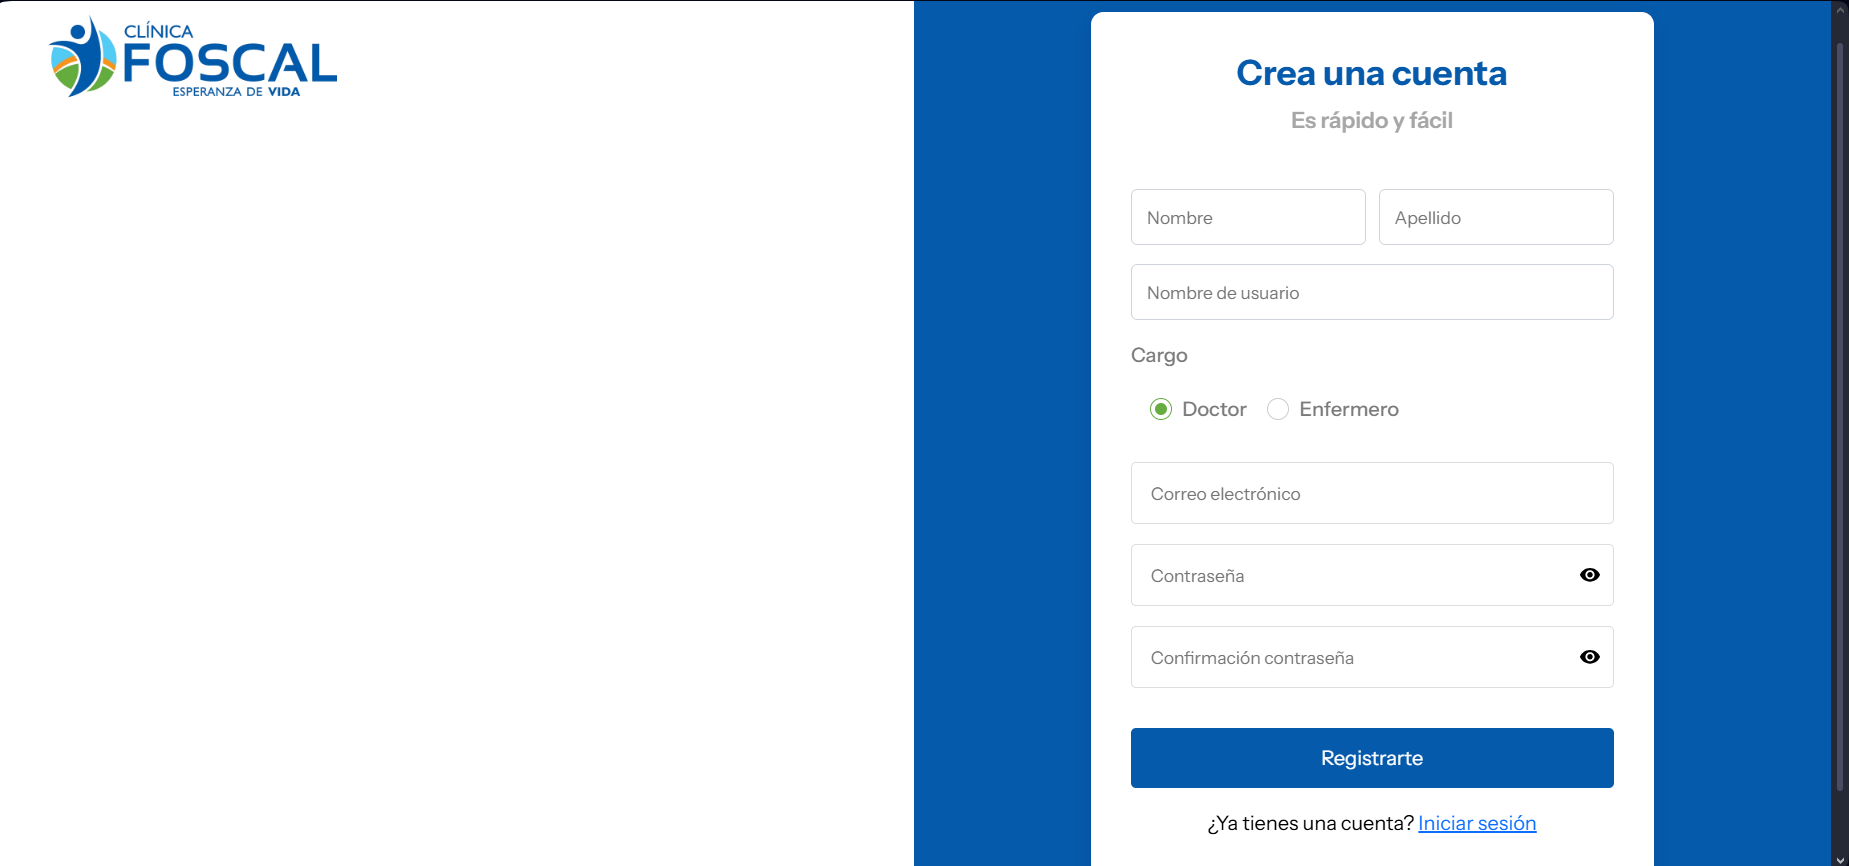 CLÍNICA
FOSCAL
ESPERANZA DE VIDA
Crea una cuenta
Es rápido y fácil
Nombre
Apellido
Nombre de usuario
Cargo
Doctor
Enfermero
Correo electrónico
Contraseña
Confirmación contraseña
Registrarte
¿Ya tienes una cuenta? Iniciar sesión